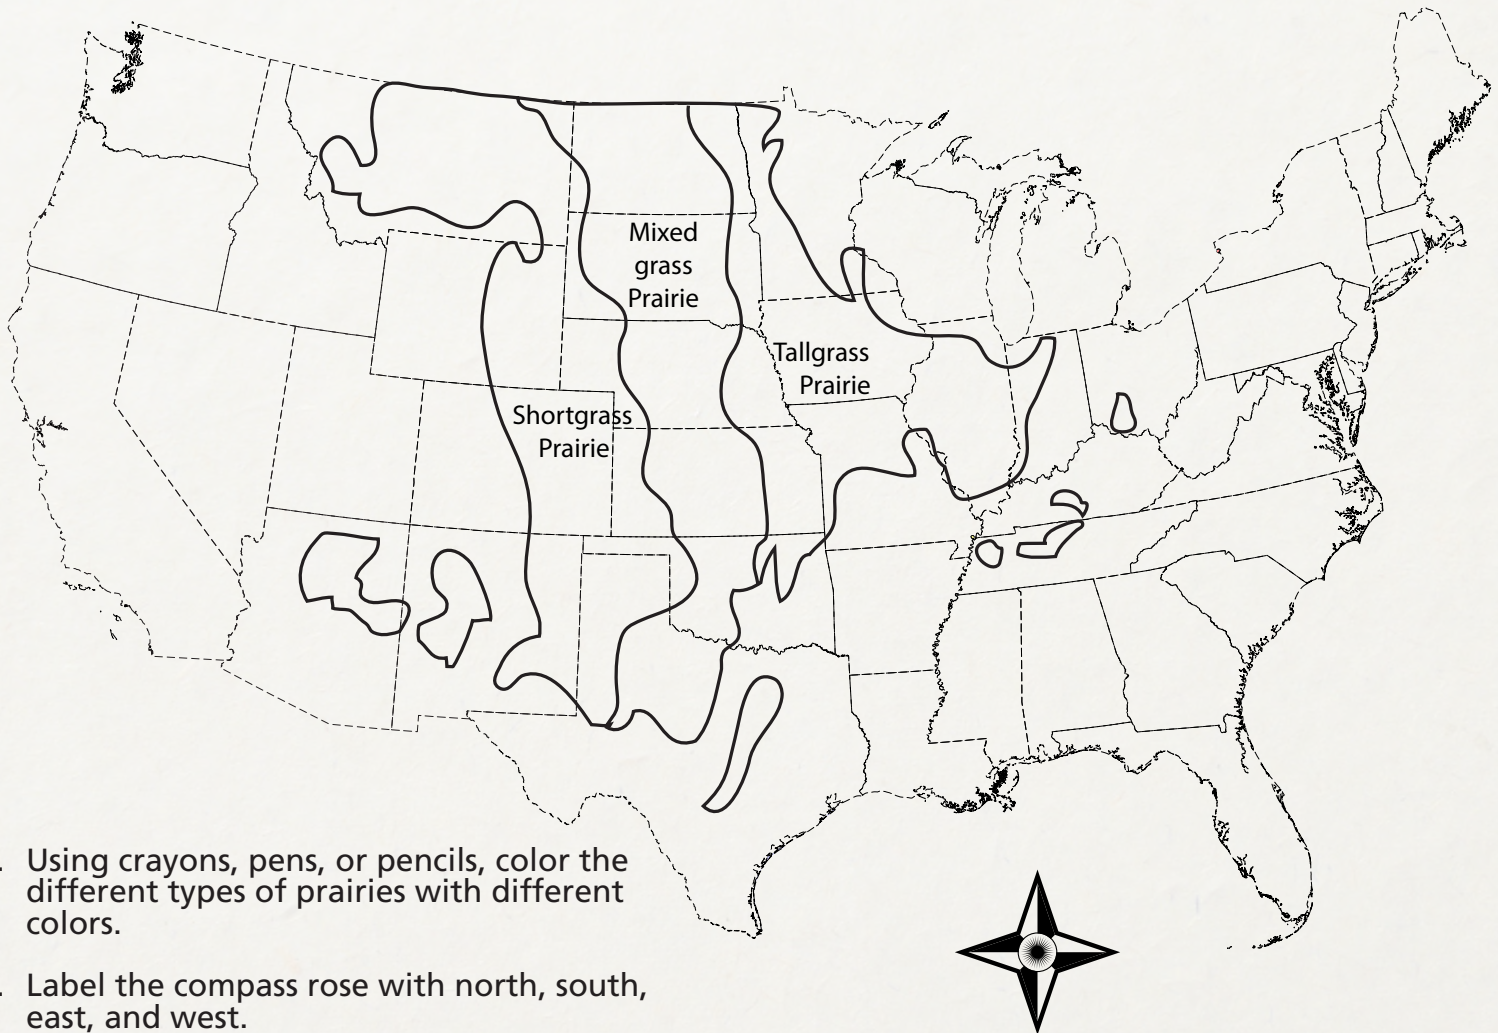 Mixed
grass
Prairie
Tallgrass
Prairie
Shortgrass
Prairie
. Using crayons, pens, or pencils, color the
different types of prairies with different
colors.
. Label the compass rose with north, south,
east, and west.